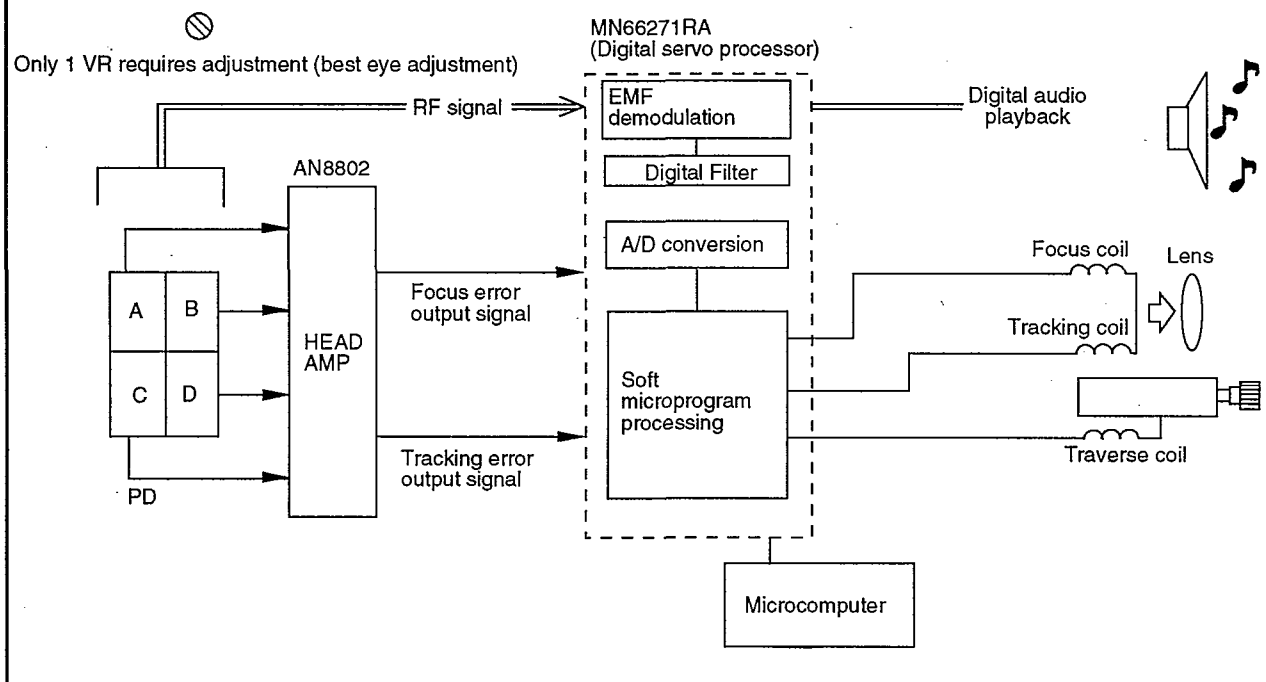 Only 1 VR requires adjustment (best eye adjustment)
MN66271RA
(Digital servo processor)
RF signal
EMF
demodulation
Digital Filter
Digital audio
playback
AN8802
A
B
C
D
PD
HEAD
AMP
Focus error
output signal
Tracking error
output signal
A/D conversion
Soft
microprogram
processing
Focus coil
Lens
Tracking coil
Traverse coil
Microcomputer